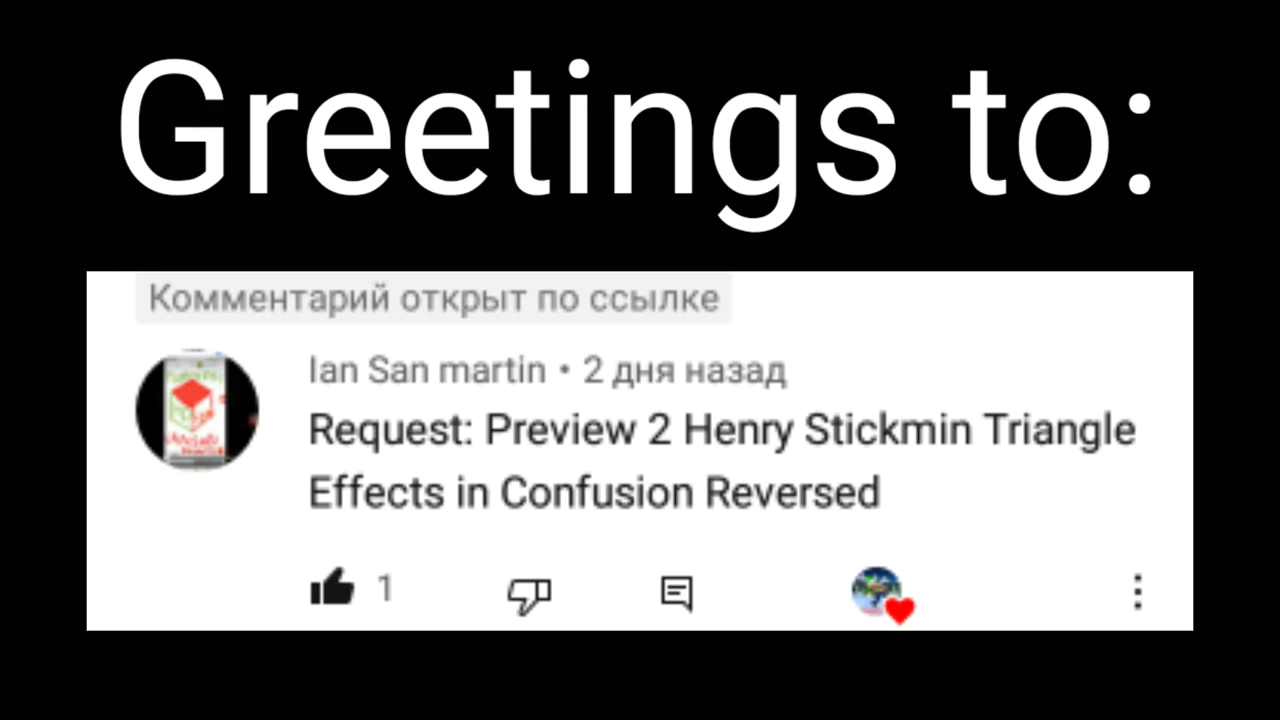 Greetings to:
Комментарий открыт по ссылке
Ian San martin • 2 дня назад
Request: Preview 2 Henry Stickmin Triangle
Effects in Confusion Reversed
1